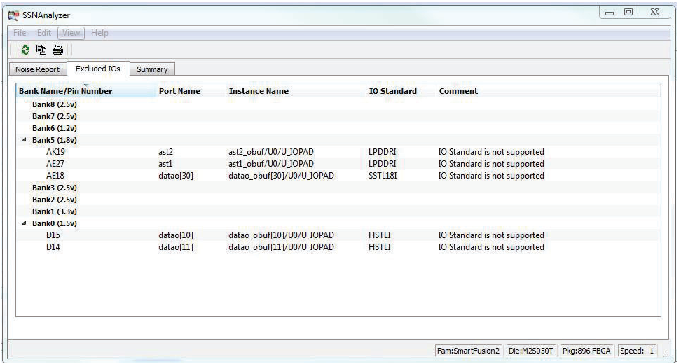 SSNAnalyzer
File Edit View Help
Noise Report Excluded IOs Summary
Bank Name/Pin Number Port Name Instance Name IO Standard Comment
Bank8 (2.5v)
Bank7 (2.5v)
Bank6 (1.2v)
Bank5 (1.8v)
AK19 ast2 ast2_obuf/U0/U_IOPAD LPDDRI IO Standard is not supported
AE27 ast1 ast1_obuf/U0/U_IOPAD LPDDRI IO Standard is not supported
AE18 datao[30] datao_obuf[30]/U0/U_IOPAD SSTL18I IO Standard is not supported
Bank3 (2.5v)
Bank2 (2.5v)
Bank1 (3.3v)
Bank0 (1.5v)
D15 datao[10] datao_obuf[10]/U0/U_IOPAD HSTLI IO Standard is not supported
D14 datao[11] datao_obuf[11]/U0/U_IOPAD HSTLI IO Standard is not supported
Fam:SmartFusion2 Die:M2S050T Pkg:896 FBGA Speed: -1